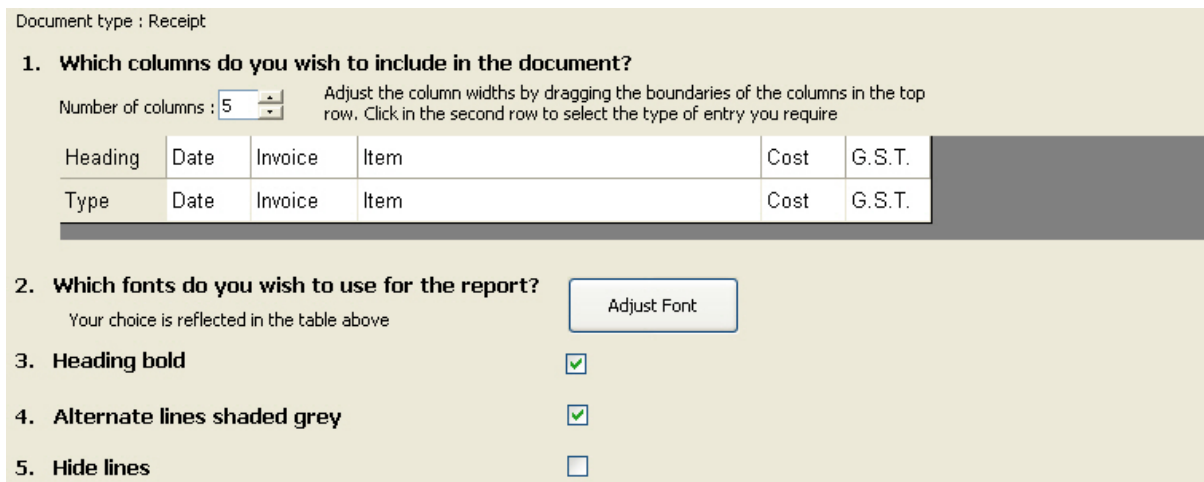 Document type : Receipt
1. Which columns do you wish to include in the document?
Number of columns : 5
Adjust the column widths by dragging the boundaries of the columns in the top
row. Click in the second row to select the type of entry you require
Heading Date Invoice Item Cost G.S.T.
Type Date Invoice Item Cost G.S.T.
2. Which fonts do you wish to use for the report?
Your choice is reflected in the table above
Adjust Font
3. Heading bold
4. Alternate lines shaded grey
5. Hide lines